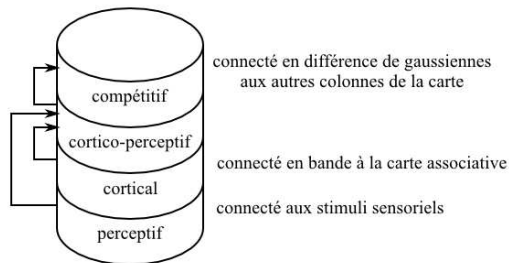 connecté en différence de gaussiennes
aux autres colonnes de la carte
compétitif
cortico-perceptif
connecté en bande à la carte associative
cortical
connecté aux stimuli sensoriels
perceptif